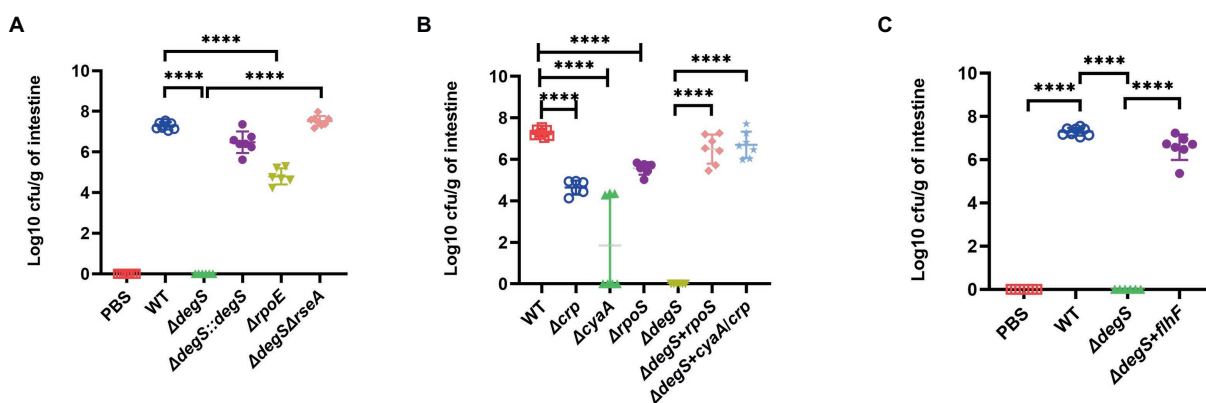 A
****
****
****
Log10 cfu/g of intestine
10
8
6
4
2
0
PBS
WT
ΔdegS
ΔdegS::degS
ΔrpoE
ΔdegSΔrseA
B
****
****
****
****
****
Log10 cfu/g of intestine
10
8
6
4
2
0
WT
Δcrp
ΔcyaA
ΔrpoS
ΔdegS
ΔdegS+rpoS
ΔdegS+cyaA/crp
C
****
****
****
Log10 cfu/g of intestine
10
8
6
4
2
0
PBS
WT
ΔdegS
ΔdegS+flhF